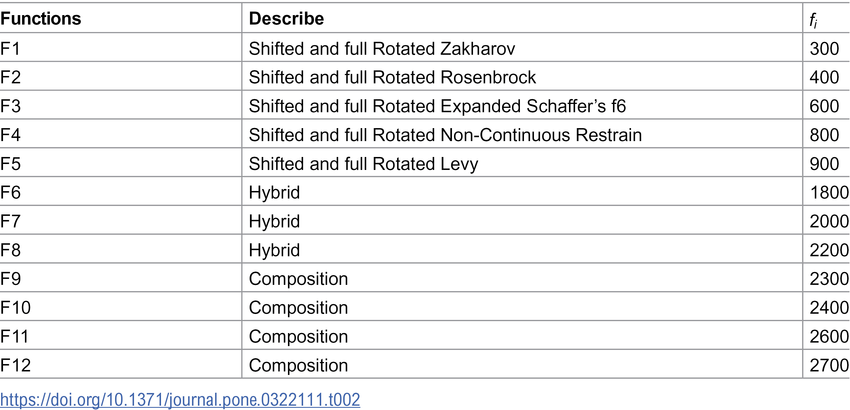 Functions Describe fi
F1 Shifted and full Rotated Zakharov 300
F2 Shifted and full Rotated Rosenbrock 400
F3 Shifted and full Rotated Expanded Schaffer’s f6 600
F4 Shifted and full Rotated Non-Continuous Restrain 800
F5 Shifted and full Rotated Levy 900
F6 Hybrid 1800
F7 Hybrid 2000
F8 Hybrid 2200
F9 Composition 2300
F10 Composition 2400
F11 Composition 2600
F12 Composition 2700
https://doi.org/10.1371/journal.pone.0322111.t002